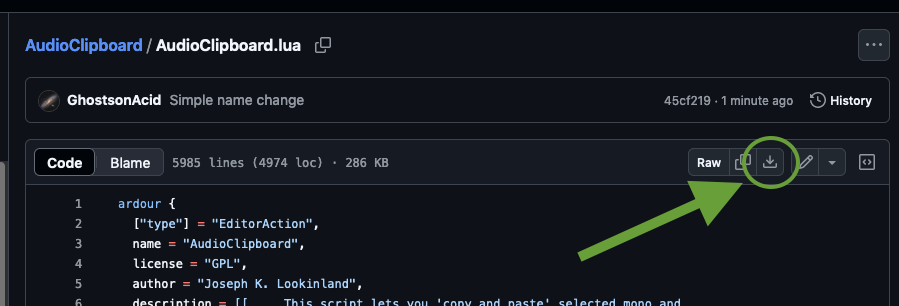 AudioClipboard / AudioClipboard.lua
GhostsonAcid Simple name change 45cf219 · 1 minute ago History
Code Blame 5985 lines (4974 loc) · 286 KB Raw
1 ardour {
2 ["type"] = "EditorAction",
3 name = "AudioClipboard",
4 license = "GPL",
5 author = "Joseph K. Lookinland",
6 description = [[ This script lets you 'copy and paste' selected mono and